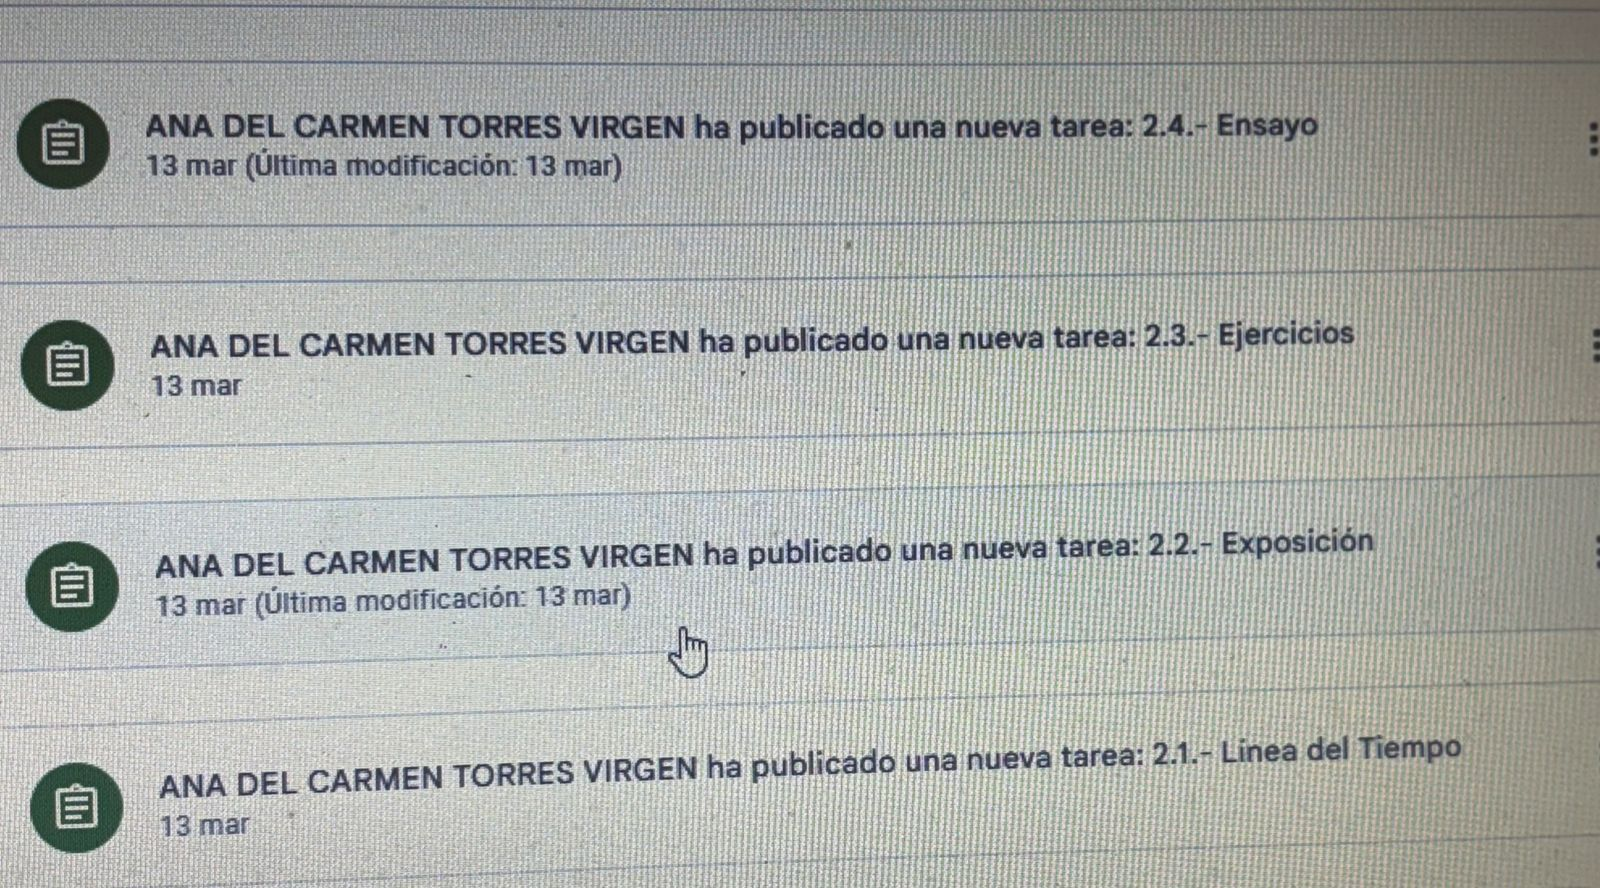 ANA DEL CARMEN TORRES VIRGEN ha publicado una nueva tarea: 2.4.- Ensayo
13 mar (Última modificación: 13 mar)
ANA DEL CARMEN TORRES VIRGEN ha publicado una nueva tarea: 2.3.- Ejercicios
13 mar
ANA DEL CARMEN TORRES VIRGEN ha publicado una nueva tarea: 2.2.- Exposición
13 mar (Última modificación: 13 mar)
ANA DEL CARMEN TORRES VIRGEN ha publicado una nueva tarea: 2.1.- Linea del Tiempo
13 mar